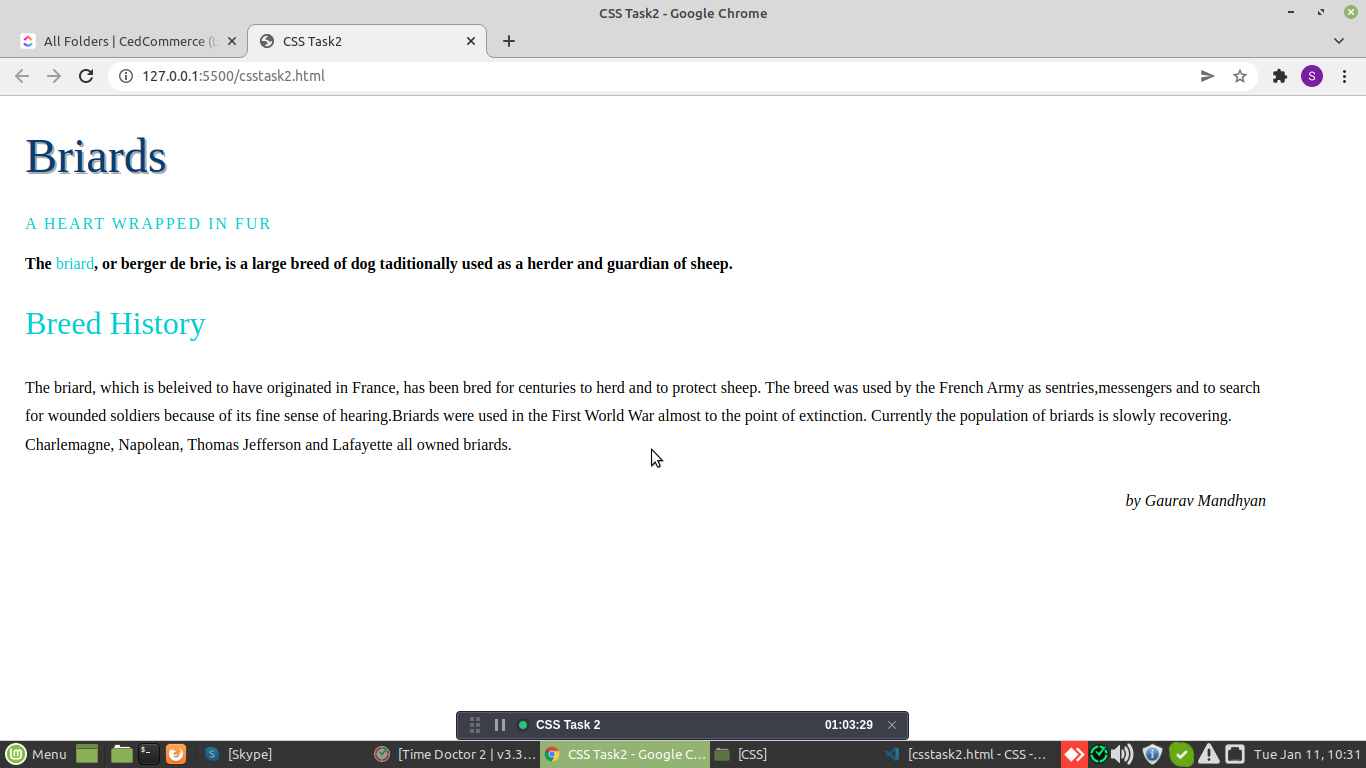 CSS Task2 - Google Chrome
All Folders | CedCommerce (L
CSS Task2
127.0.0.1:5500/csstask2.html
S
Briards
A HEART WRAPPED IN FUR
The briard, or berger de brie, is a large breed of dog taditionally used as a herder and guardian of sheep.
Breed History
The briard, which is beleived to have originated in France, has been bred for centuries to herd and to protect sheep. The breed was used by the French Army as sentries,messengers and to search
for wounded soldiers because of its fine sense of hearing.Briards were used in the First World War almost to the point of extinction. Currently the population of briards is slowly recovering.
Charlemagne, Napolean, Thomas Jefferson and Lafayette all owned briards.
by Gaurav Mandhyan
CSS Task 2 01:03:29
Menu [Skype] [Time Doctor 2 | v3.3... CSS Task2 - Google C... [CSS] [csstask2.html - CSS -... Tue Jan 11, 10:31